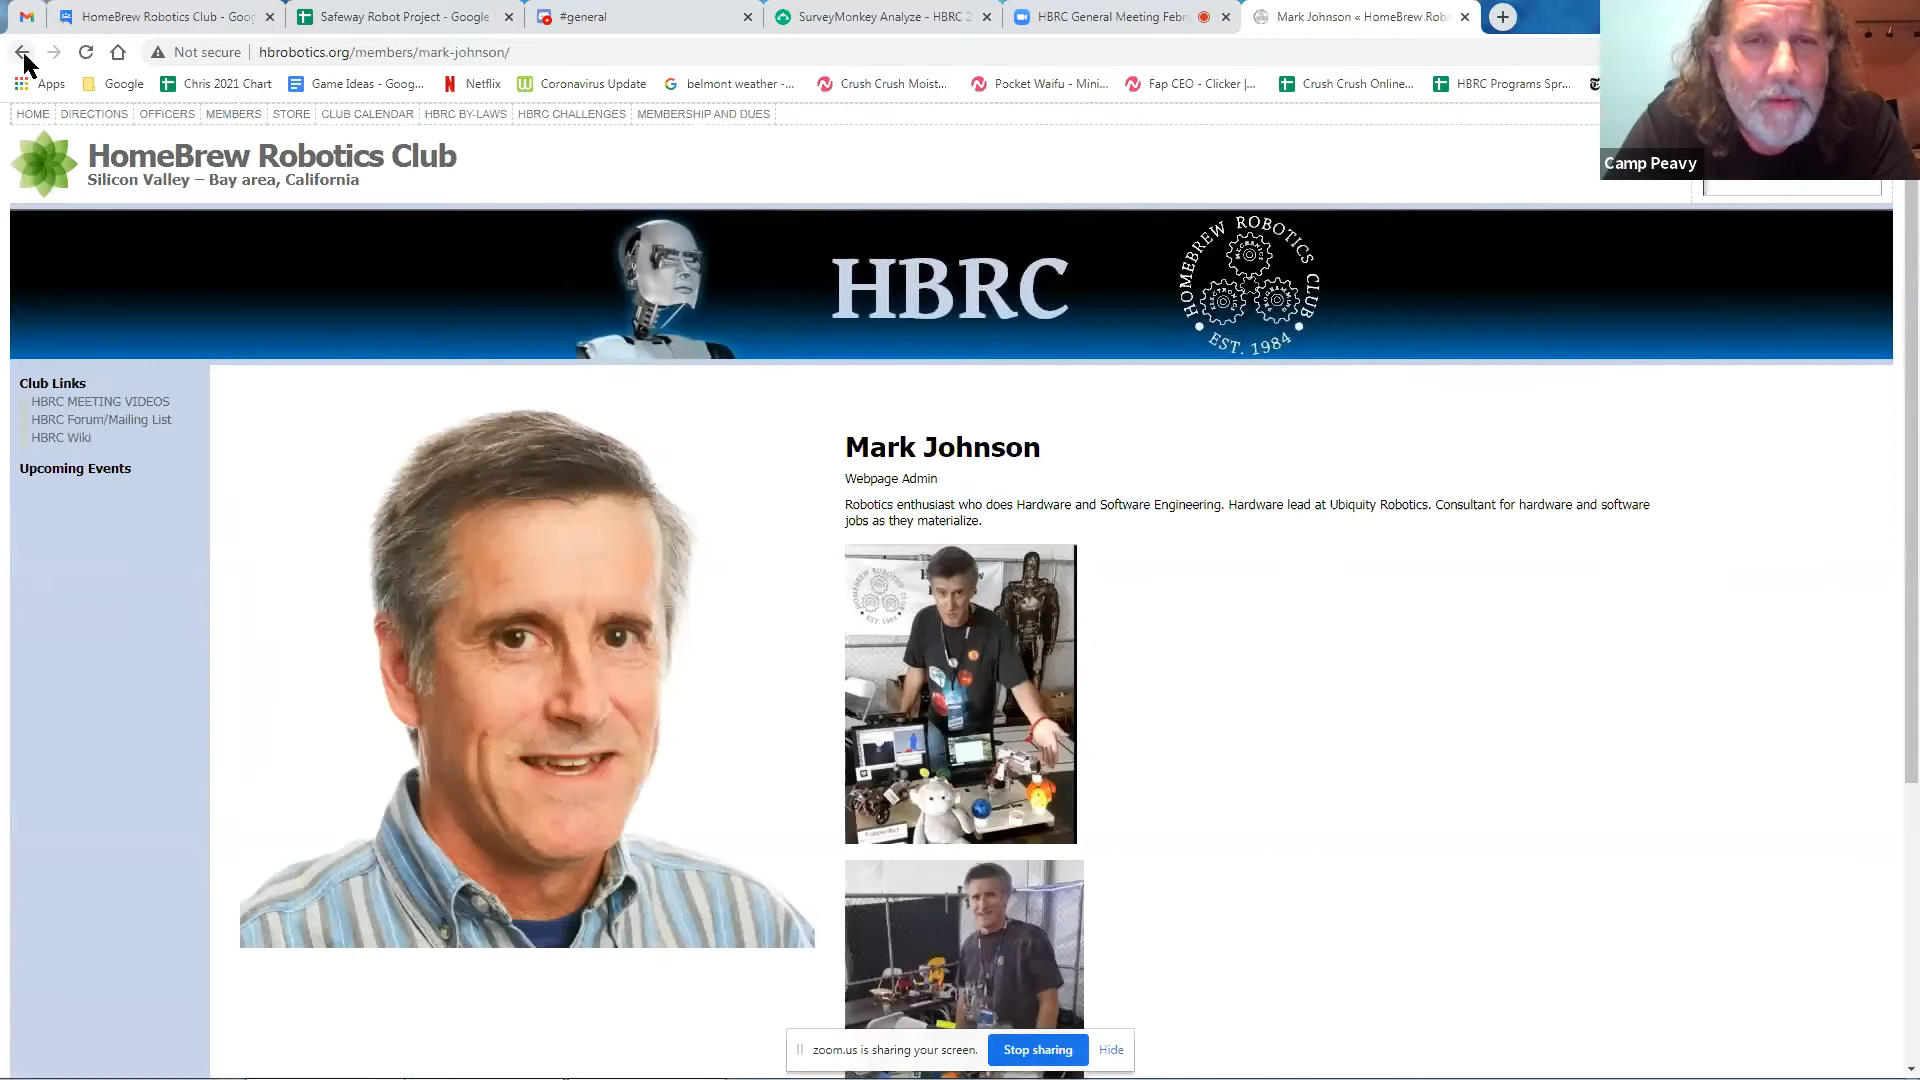 HomeBrew Robotics Club - Goog
Safeway Robot Project - Google
#general
SurveyMonkey Analyze - HBRC 2
HBRC General Meeting Febr
Mark Johnson « HomeBrew Rob
Not secure
hbrobotics.org/members/mark-johnson/
Apps
Google
Chris 2021 Chart
Game Ideas - Goog...
Netflix
Coronavirus Update
belmont weather -...
Crush Crush Moist...
Pocket Waifu - Mini...
Fap CEO - Clicker |...
Crush Crush Online...
HBRC Programs Spr...
Camp Peavy
HOME
DIRECTIONS
OFFICERS
MEMBERS
STORE
CLUB CALENDAR
HBRC BY-LAWS
HBRC CHALLENGES
MEMBERSHIP AND DUES
HomeBrew Robotics Club
Silicon Valley – Bay area, California
HBRC
HOMEBREW ROBOTICS CLUB
EST. 1984
Club Links
HBRC MEETING VIDEOS
HBRC Forum/Mailing List
HBRC Wiki
Upcoming Events
Mark Johnson
Webpage Admin
Robotics enthusiast who does Hardware and Software Engineering. Hardware lead at Ubiquity Robotics. Consultant for hardware and software
jobs as they materialize.
zoom.us is sharing your screen.
Stop sharing
Hide